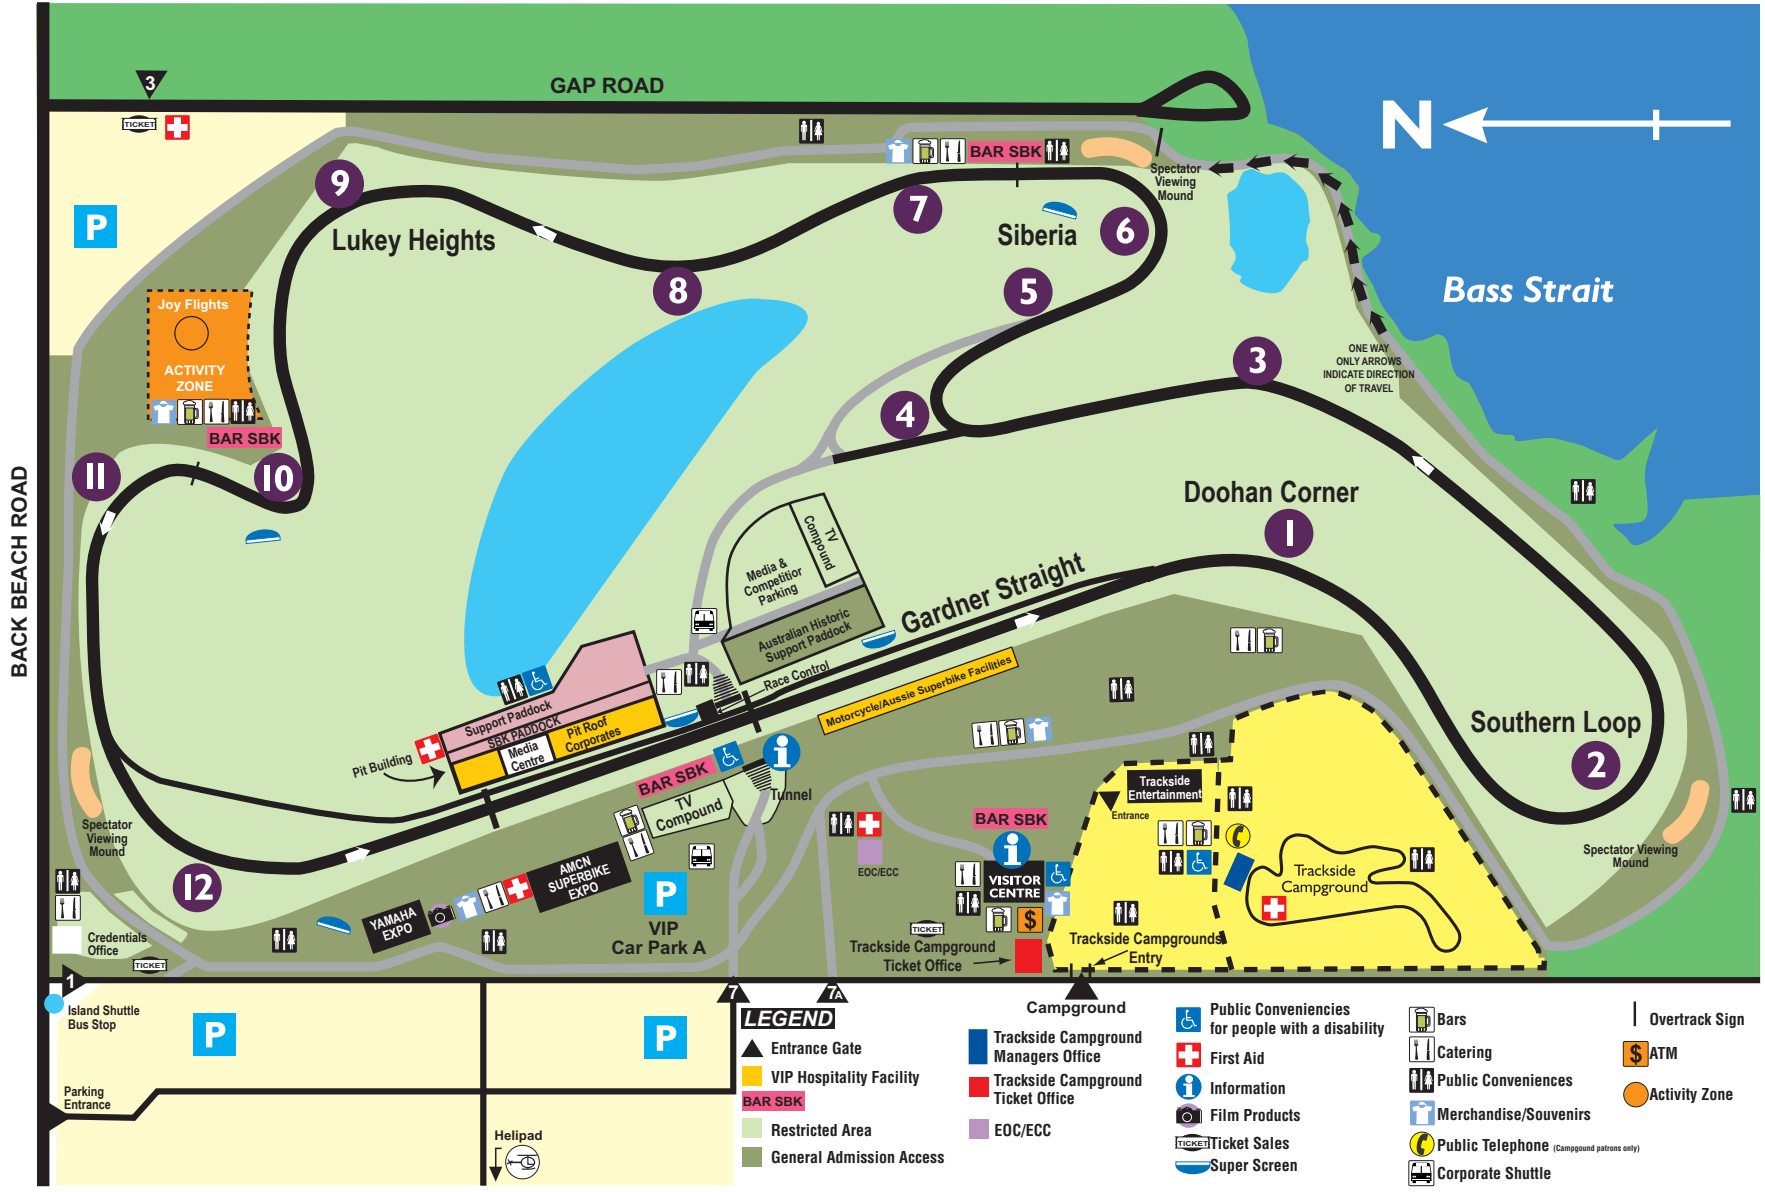 GAP ROAD
3
TICKET
N
BAR SBK
Spectator
Viewing
Mound
9
7
6
Siberia
Lukey Heights
P
8
5
Bass Strait
Joy Flights
ACTIVITY
ZONE
BAR SBK
ONE WAY
ONLY ARROWS
INDICATE DIRECTION
OF TRAVEL
3
4
11
10
BACK BEACH ROAD
Doohan Corner
1
TV
Compound
Media &
Competitior
Parking
Gardner Straight
Australian Historic
Support Paddock
Race Control
Motorcycle/Aussie Superbike Facilities
Support Paddock
SBK PADDOCK
Pit Roof
Corporates
Media
Centre
Pit Building
BAR SBK
i
Tunnel
TV
Compound
Southern Loop
2
Trackside
Entertainment
Entrance
Spectator
Viewing
Mound
BAR SBK
i
VISITOR
CENTRE
EOC/ECC
Spectator Viewing
Mound
Trackside
Campground
12
AMCN
SUPERBIKE
EXPO
YAMAHA
EXPO
P
VIP
Car Park A
$
TICKET
Trackside Campground
Ticket Office
Trackside Campgrounds
Entry
Credentials
Office
TICKET
1
7
7A
Island Shuttle
Bus Stop
P
P
Parking
Entrance
Helipad
Campground
LEGEND
Entrance Gate
VIP Hospitality Facility
BAR SBK
Restricted Area
General Admission Access
Trackside Campground
Managers Office
Trackside Campground
Ticket Office
EOC/ECC
Public Conveniencies
for people with a disability
First Aid
i Information
Film Products
TICKET Ticket Sales
Super Screen
Bars
Catering
Public Conveniences
Merchandise/Souvenirs
Public Telephone (Campgound patrons only)
Corporate Shuttle
Overtrack Sign
$ ATM
Activity Zone